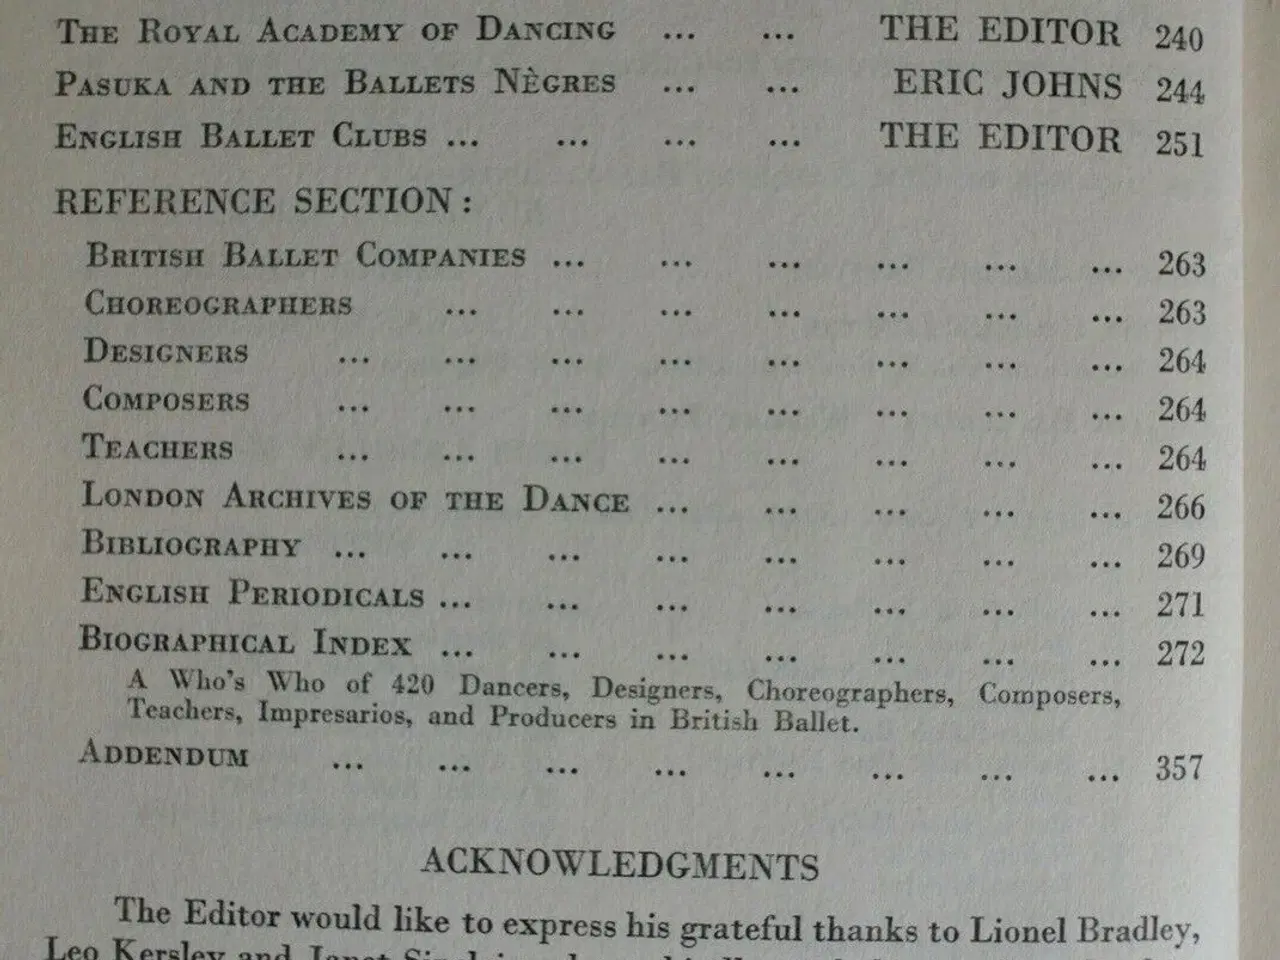 THE ROYAL ACADEMY OF DANCING ... ... THE EDITOR 240
PASUKA AND THE BALLETS NÈGRES ... ... ERIC JOHNS 244
ENGLISH BALLET CLUBS ... ... ... ... THE EDITOR 251
REFERENCE SECTION:
BRITISH BALLET COMPANIES ... ... ... ... ... ... 263
CHOREOGRAPHERS ... ... ... ... ... ... ... 263
DESIGNERS ... ... ... ... ... ... ... ... 264
COMPOSERS ... ... ... ... ... ... ... ... 264
TEACHERS ... ... ... ... ... ... ... ... 264
LONDON ARCHIVES OF THE DANCE ... ... ... ... ... 266
BIBLIOGRAPHY ... ... ... ... ... ... ... ... 269
ENGLISH PERIODICALS ... ... ... ... ... ... ... 271
BIOGRAPHICAL INDEX ... ... ... ... ... ... ... 272
A Who's Who of 420 Dancers, Designers, Choreographers, Composers,
Teachers, Impresarios, and Producers in British Ballet.
ADDENDUM ... ... ... ... ... ... ... ... 357
ACKNOWLEDGMENTS
The Editor would like to express his grateful thanks to Lionel Bradley,
Leo Kersley and Janet